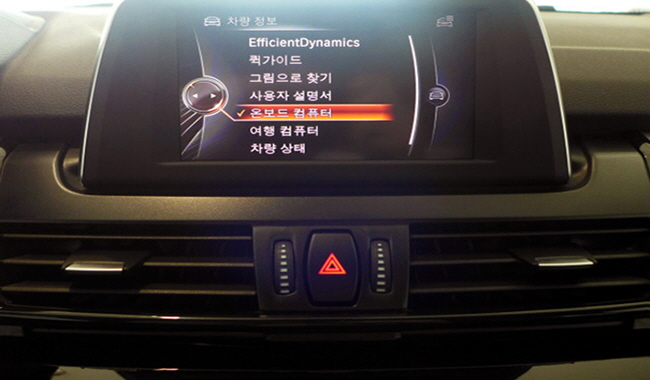 차량 정보
EfficientDynamics
퀵가이드
그림으로 찾기
사용자 설명서
온보드 컴퓨터
여행 컴퓨터
차량 상태